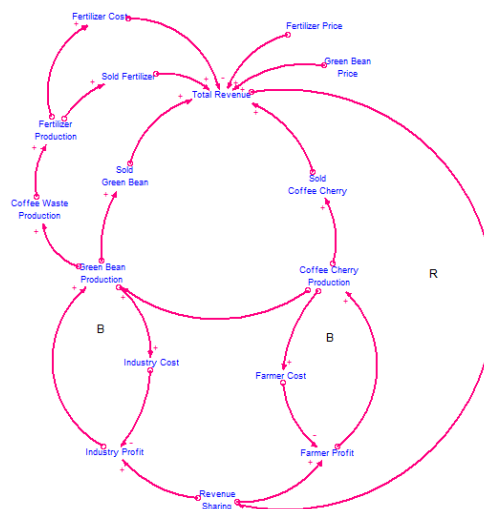 Fertilizer Cost
Fertilizer Price
Green Bean
Price
Sold Fertilizer
Total Revenue
Fertilizer
Production
Sold
Green Bean
Sold
Coffee Cherry
Coffee Waste
Production
Green Bean
Production
Coffee Cherry
Production
R
B
B
Industry Cost
Farmer Cost
Industry Profit
Farmer Profit
Revenue
Sharing